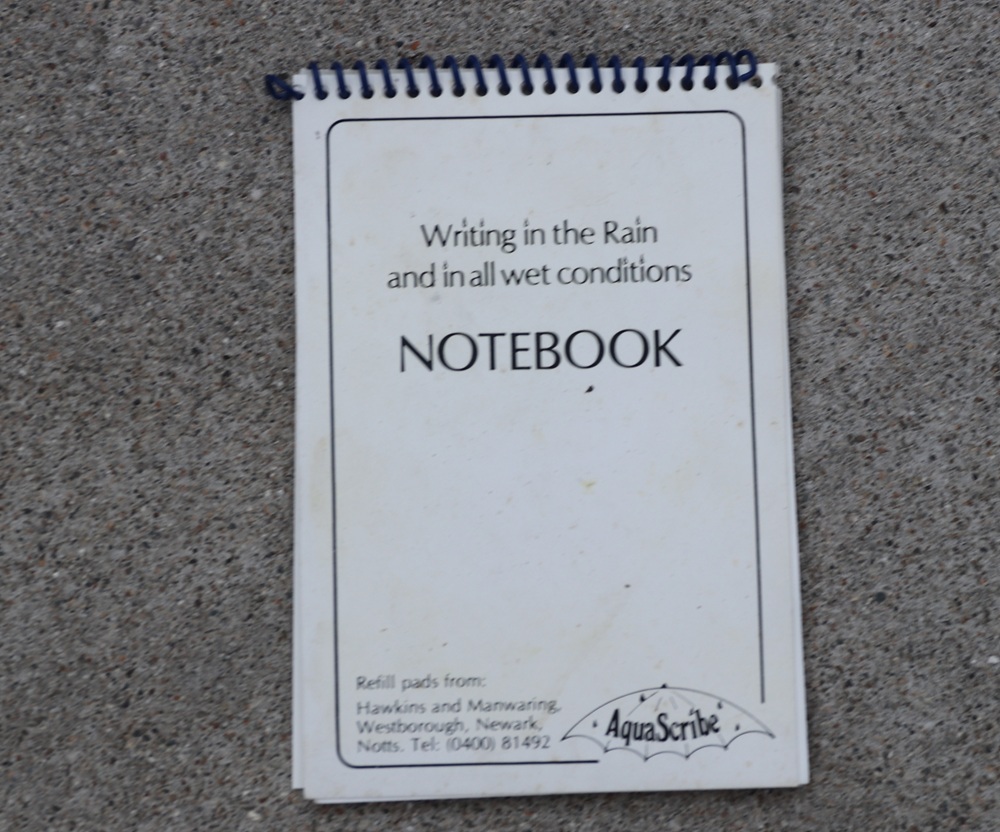 Writing in the Rain
and in all wet conditions
NOTEBOOK
Refill pads from:
Hawkins and Manwaring,
Westborough, Newark,
Notts. Tel: (0400) 81492
AquaScribe